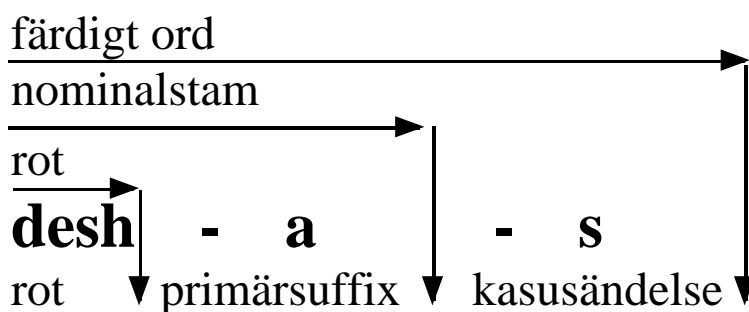 färdigt ord
nominalstam
rot
desh - a - s
rot primärsuffix kasusändelse